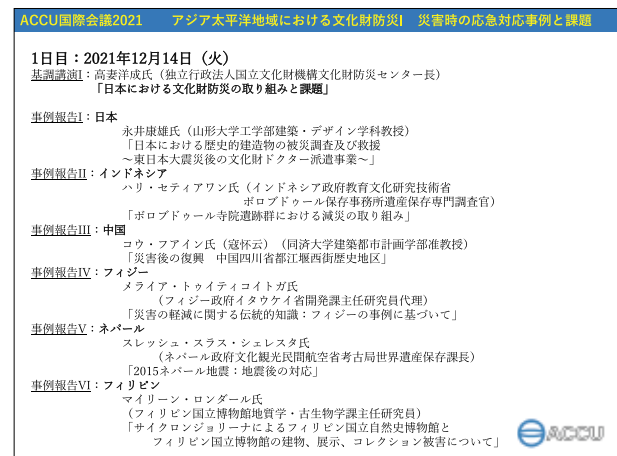 ACCU国際会議2021　アジア太平洋地域における文化財防災I　災害時の応急対応事例と課題
1日目：2021年12月14日（火）
基調講演I：高妻洋成氏（独立行政法人国立文化財機構文化財防災センター長）
「日本における文化財防災の取り組みと課題」
事例報告I：日本
永井康雄氏（山形大学工学部建築・デザイン学科教授）
「日本における歴史的建造物の被災調査及び救援
～東日本大震災後の文化財ドクター派遣事業～」
事例報告II：インドネシア
ハリ・セティアワン氏（インドネシア政府教育文化研究技術省
ボロブドゥール保存事務所遺産保存専門調査官）
「ボロブドゥール寺院遺跡群における減災の取り組み」
事例報告III：中国
コウ・フアイン氏（寇怀云）（同済大学建築都市計画学部准教授）
「災害後の復興　中国四川省都江堰西街歴史地区」
事例報告IV：フィジー
メライア・トゥイティコイトガ氏
（フィジー政府イタウケイ省開発課主任研究員代理）
「災害の軽減に関する伝統的知識：フィジーの事例に基づいて」
事例報告V：ネパール
スレッシュ・スラス・シェレスタ氏
（ネパール政府文化観光民間航空省考古局世界遺産保存課長）
「2015ネパール地震：地震後の対応」
事例報告VI：フィリピン
マイリーン・ロンダール氏
（フィリピン国立博物館地質学・古生物学課主任研究員）
「サイクロンジョリーナによるフィリピン国立自然史博物館と
フィリピン国立博物館の建物、展示、コレクション被害について」
ACCU